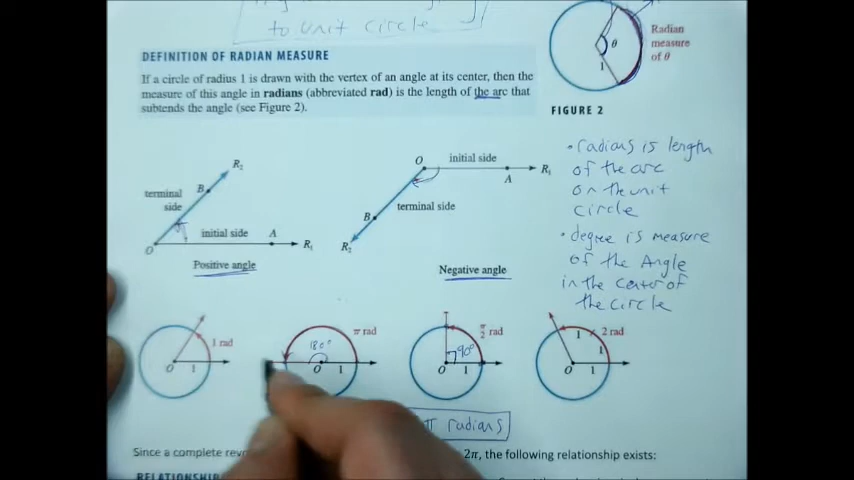 to unit circle
DEFINITION OF RADIAN MEASURE
If a circle of radius 1 is drawn with the vertex of an angle at its center, then the
measure of this angle in radians (abbreviated rad) is the length of the arc that
subtends the angle (see Figure 2).
θ
1
Radian
measure
of θ
FIGURE 2
R₂
B
terminal
side
initial side
A
O
R₁
Positive angle
O
initial side
A
R₁
B
terminal side
R₂
Negative angle
• radians is length
of the arc
on the unit
circle
• degree is measure
of the Angle
in the center of
the circle
1 rad
O
1
π rad
180°
O
1
π/2 rad
90°
O
1
2 rad
1
1
O
1
π radians
Since a complete rev
2π, the following relationship exists:
RELATIONSH